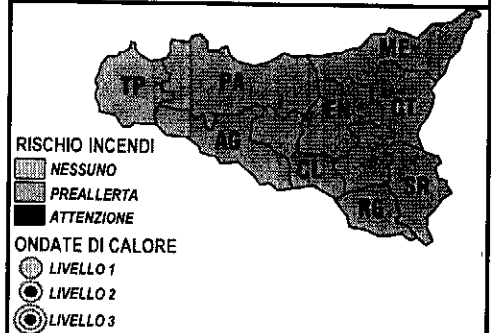 ME
TP PA
EN CT
AG
CL
SR
RG
RISCHIO INCENDI
NESSUNO
PREALLERTA
ATTENZIONE
ONDATE DI CALORE
LIVELLO 1
LIVELLO 2
LIVELLO 3